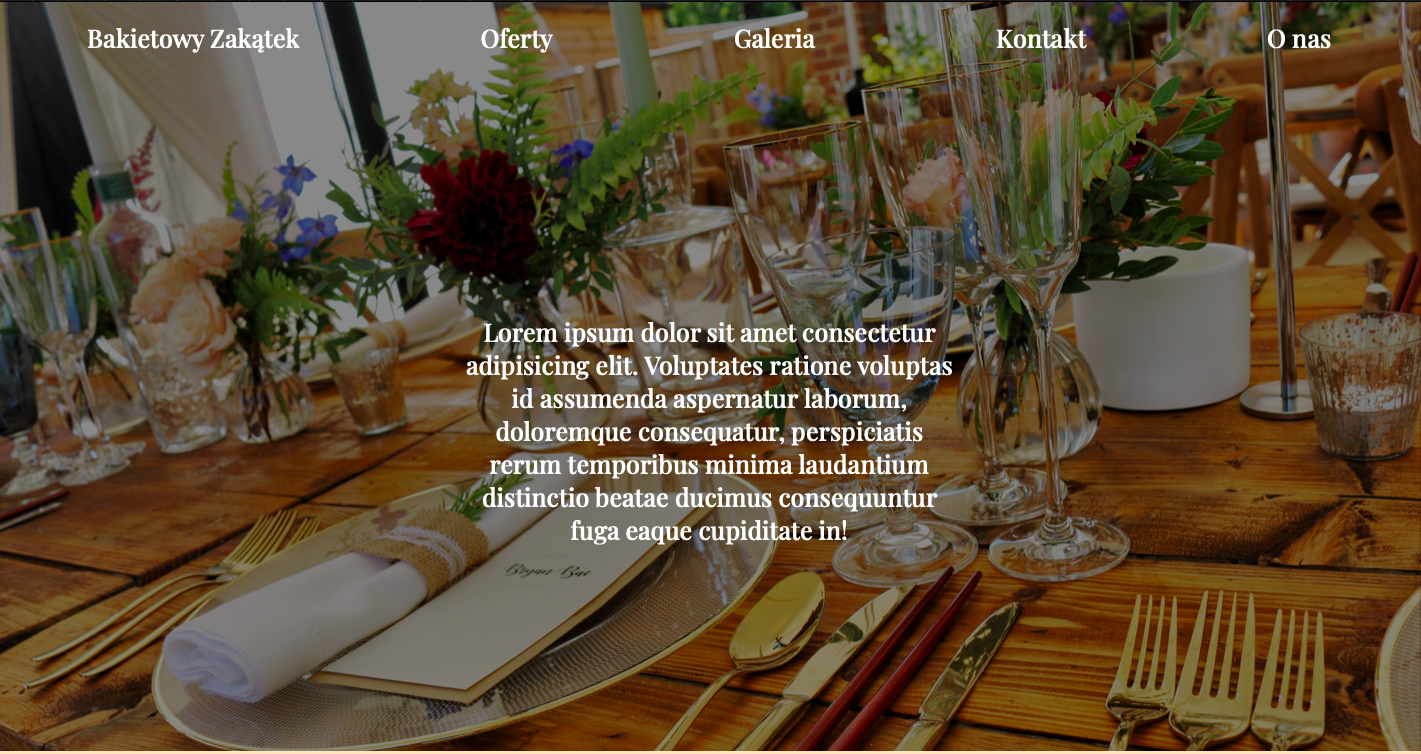 Bakietowy Zakątek Oferty Galeria Kontakt O nas
Lorem ipsum dolor sit amet consectetur
adipisicing elit. Voluptates ratione voluptas
id assumenda aspernatur laborum,
doloremque consequatur, perspiciatis
rerum temporibus minima laudantium
distinctio beatae ducimus consequuntur
fuga eaque cupiditate in!
Bryan Bae